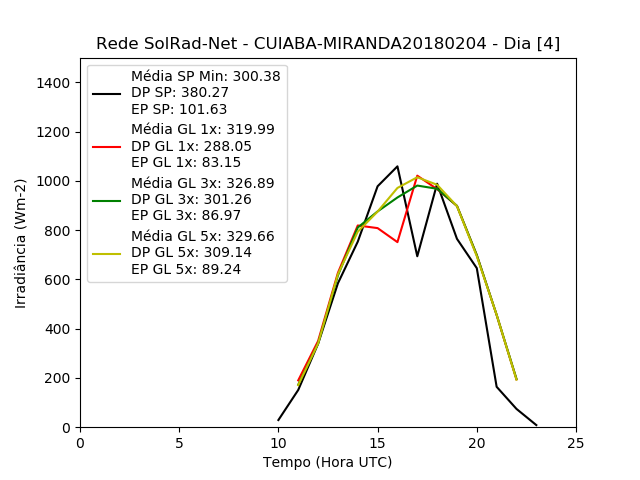 Rede SolRad-Net - CUIABA-MIRANDA20180204 - Dia [4]
Média SP Min: 300.38
DP SP: 380.27
EP SP: 101.63
Média GL 1x: 319.99
DP GL 1x: 288.05
EP GL 1x: 83.15
Média GL 3x: 326.89
DP GL 3x: 301.26
EP GL 3x: 86.97
Média GL 5x: 329.66
DP GL 5x: 309.14
EP GL 5x: 89.24
1400
1200
1000
800
600
400
200
0
Irradiância (Wm-2)
0 5 10 15 20 25
Tempo (Hora UTC)